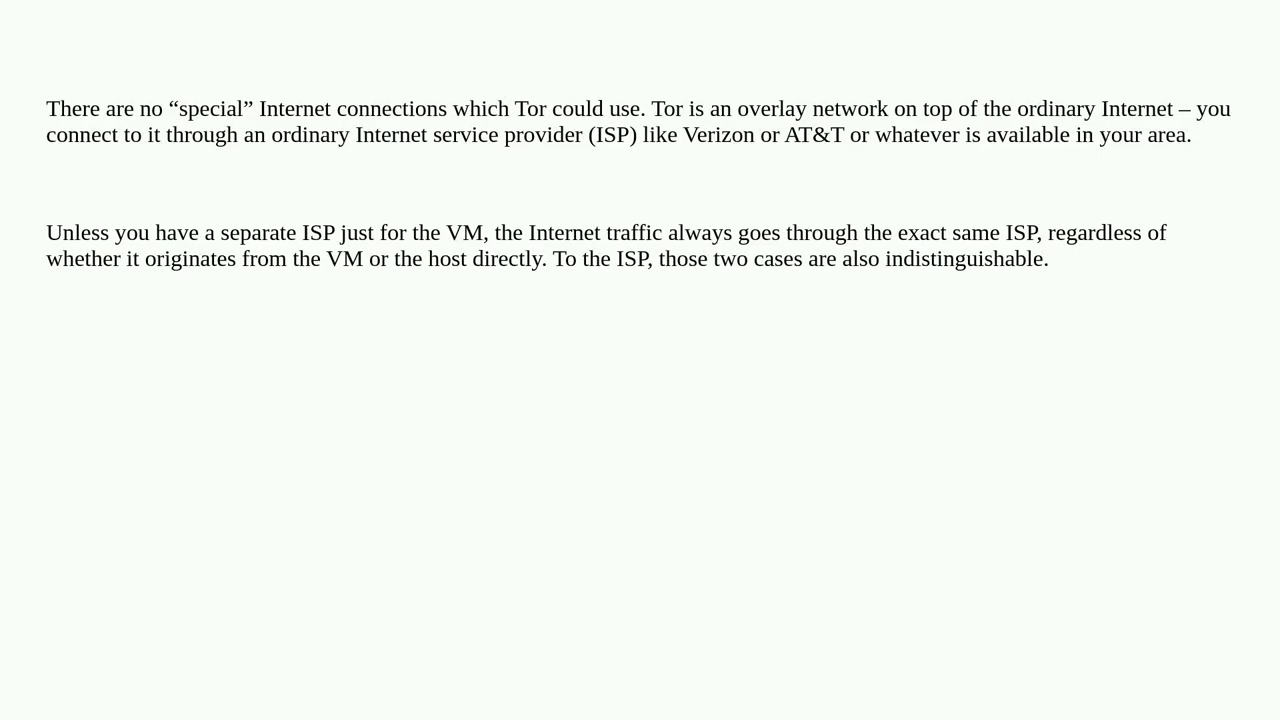 There are no “special” Internet connections which Tor could use. Tor is an overlay network on top of the ordinary Internet – you
connect to it through an ordinary Internet service provider (ISP) like Verizon or AT&T or whatever is available in your area.
Unless you have a separate ISP just for the VM, the Internet traffic always goes through the exact same ISP, regardless of
whether it originates from the VM or the host directly. To the ISP, those two cases are also indistinguishable.